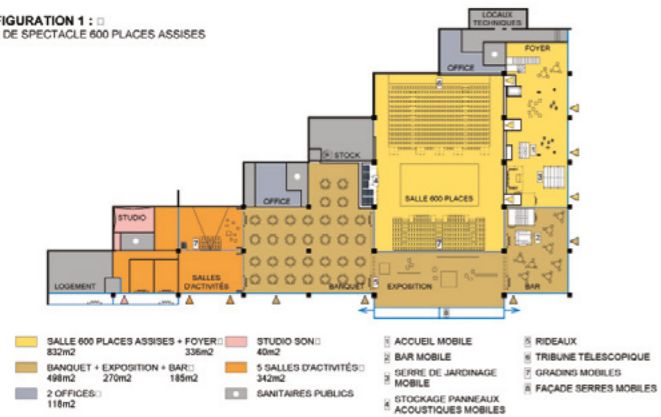 FIGURATION 1 :
DE SPECTACLE 600 PLACES ASSISES
LOCAUX
TECHNIQUES
FOYER
OFFICE
STOCK
OFFICE
SALLE 600 PLACES
STUDIO
LOGEMENT
SALLES
D'ACTIVITÉS
BANQUET
EXPOSITION
BAR
SALLE 600 PLACES ASSISES + FOYER
832m2 336m2
BANQUET + EXPOSITION + BAR
498m2 270m2 185m2
2 OFFICES
118m2
STUDIO SON
40m2
5 SALLES D'ACTIVITÉS
342m2
SANITAIRES PUBLICS
1 ACCUEIL MOBILE
2 BAR MOBILE
3 SERRE DE JARDINAGE
MOBILE
4 STOCKAGE PANNEAUX
ACOUSTIQUES MOBILES
5 RIDEAUX
6 TRIBUNE TÉLESCOPIQUE
7 GRADINS MOBILES
8 FAÇADE SERRES MOBILES